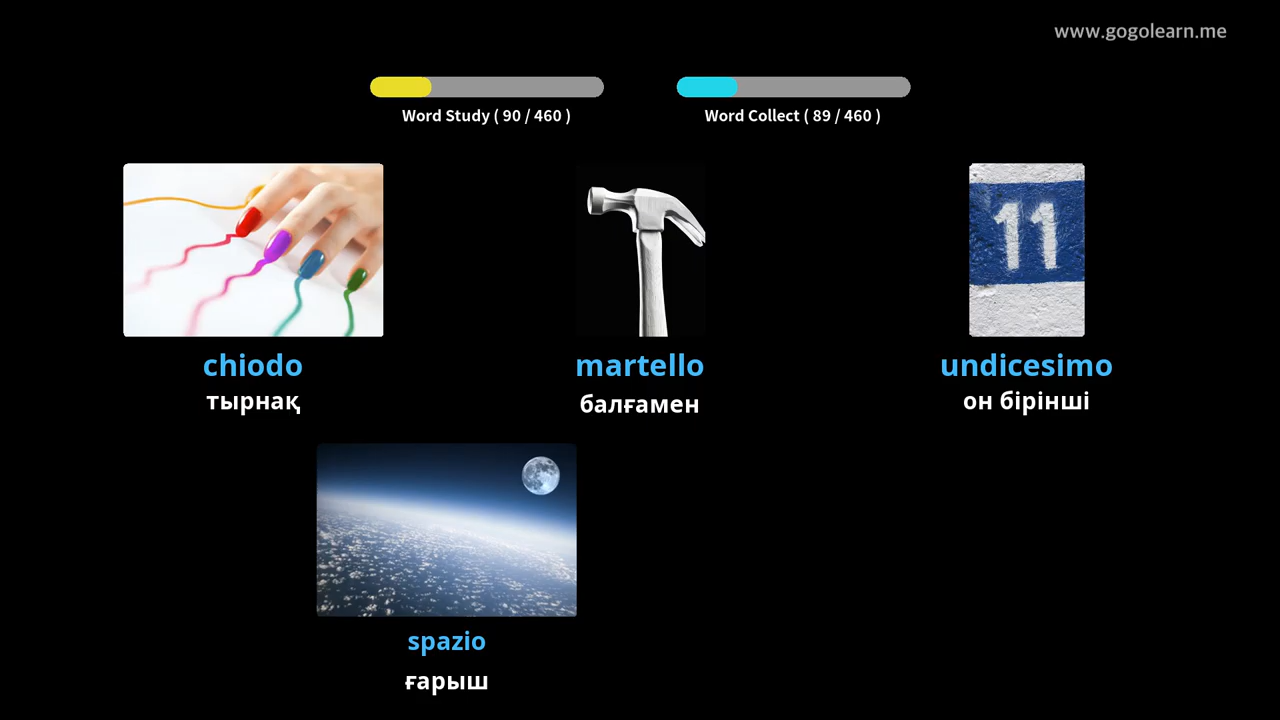 www.gogolearn.me
Word Study ( 90 / 460 )
Word Collect ( 89 / 460 )
11
chiodo
тырнақ
martello
балғамен
undicesimo
он бірінші
spazio
ғарыш